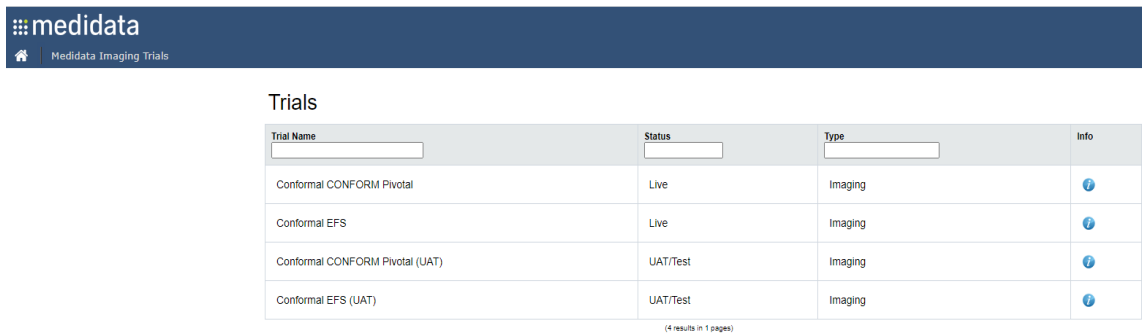 medidata
Medidata Imaging Trials
Trials
Trial Name Status Type Info
Conformal CONFORM Pivotal Live Imaging
Conformal EFS Live Imaging
Conformal CONFORM Pivotal (UAT) UAT/Test Imaging
Conformal EFS (UAT) UAT/Test Imaging
(4 results in 1 pages)